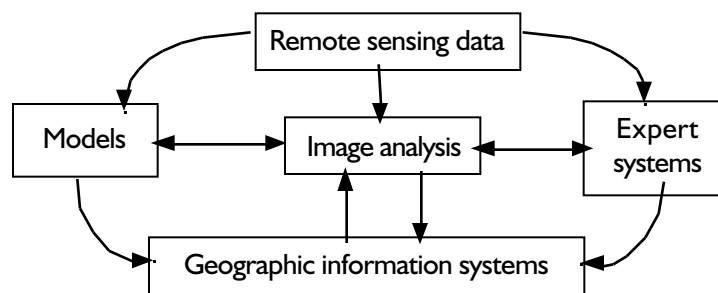 Remote sensing data
Models
Image analysis
Expert
systems
Geographic information systems